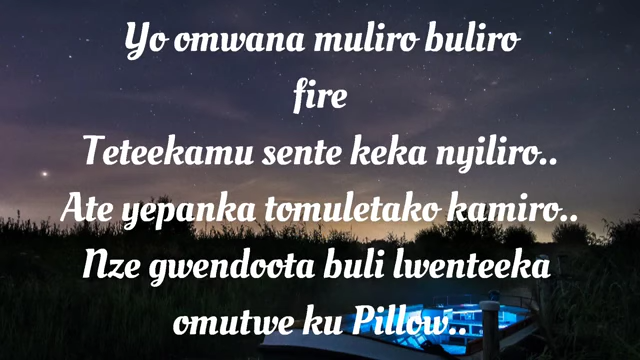 Yo omwana muliro buliro
fire
Teteekamu sente keka nyiliro..
Ate yepanka tomuletako kamiro..
Nze gwendoota buli lwenteeka
omutwe ku Pillow..